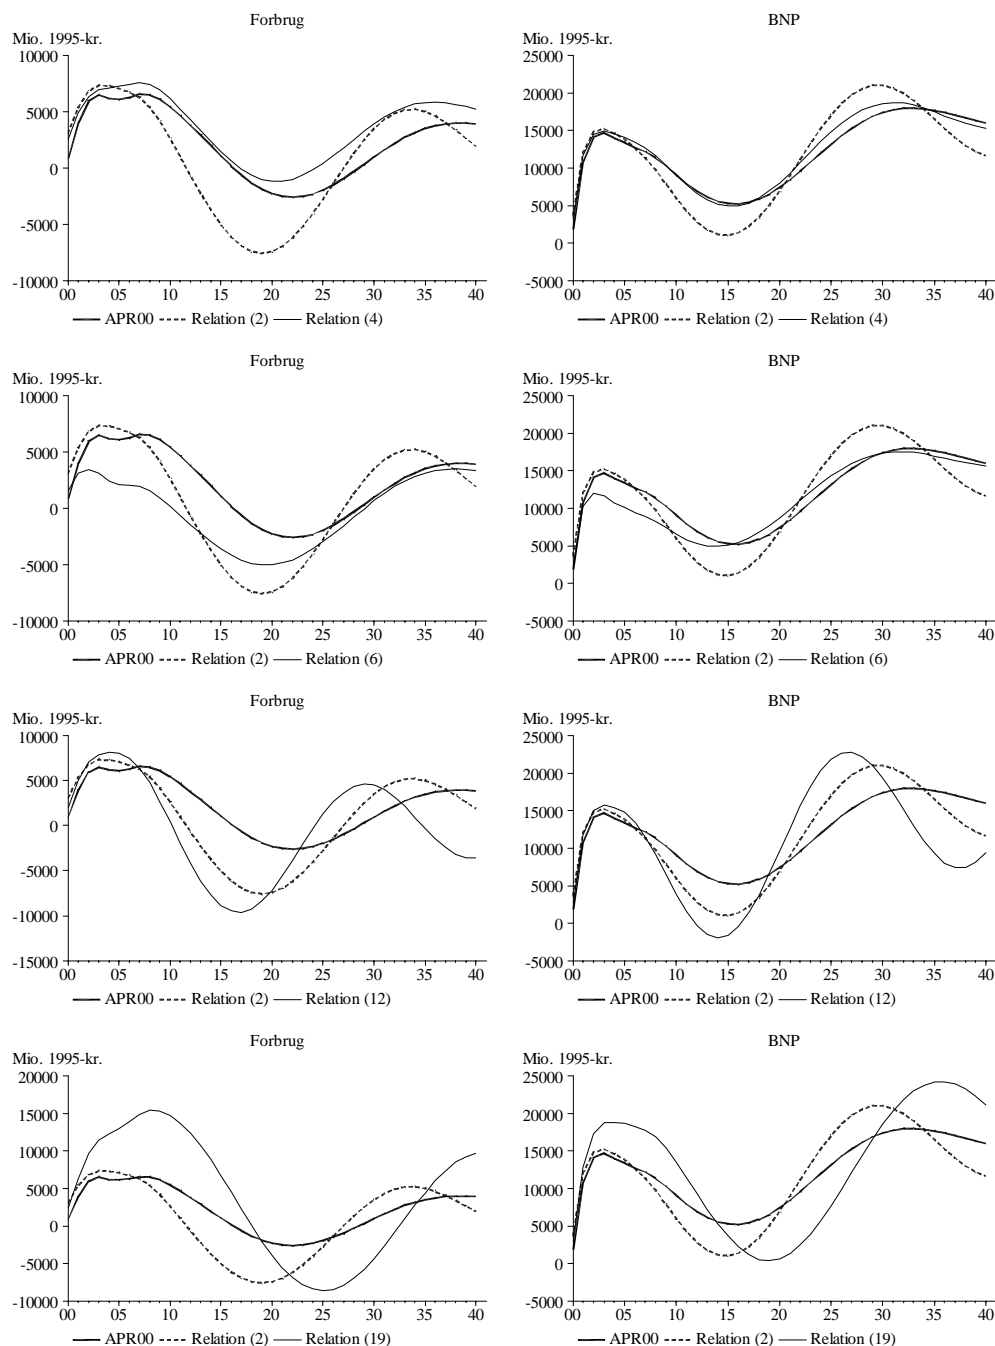 Forbrug
Mio. 1995-kr.
10000
5000
0
-5000
-10000
00 05 10 15 20 25 30 35 40
APR00 Relation (2) Relation (4)
BNP
Mio. 1995-kr.
25000
20000
15000
10000
5000
0
-5000
00 05 10 15 20 25 30 35 40
APR00 Relation (2) Relation (4)
Forbrug
Mio. 1995-kr.
10000
5000
0
-5000
-10000
00 05 10 15 20 25 30 35 40
APR00 Relation (2) Relation (6)
BNP
Mio. 1995-kr.
25000
20000
15000
10000
5000
0
-5000
00 05 10 15 20 25 30 35 40
APR00 Relation (2) Relation (6)
Forbrug
Mio. 1995-kr.
10000
5000
0
-5000
-10000
-15000
00 05 10 15 20 25 30 35 40
APR00 Relation (2) Relation (12)
BNP
Mio. 1995-kr.
25000
20000
15000
10000
5000
0
-5000
00 05 10 15 20 25 30 35 40
APR00 Relation (2) Relation (12)
Forbrug
Mio. 1995-kr.
20000
15000
10000
5000
0
-5000
-10000
00 05 10 15 20 25 30 35 40
APR00 Relation (2) Relation (19)
BNP
Mio. 1995-kr.
25000
20000
15000
10000
5000
0
-5000
00 05 10 15 20 25 30 35 40
APR00 Relation (2) Relation (19)